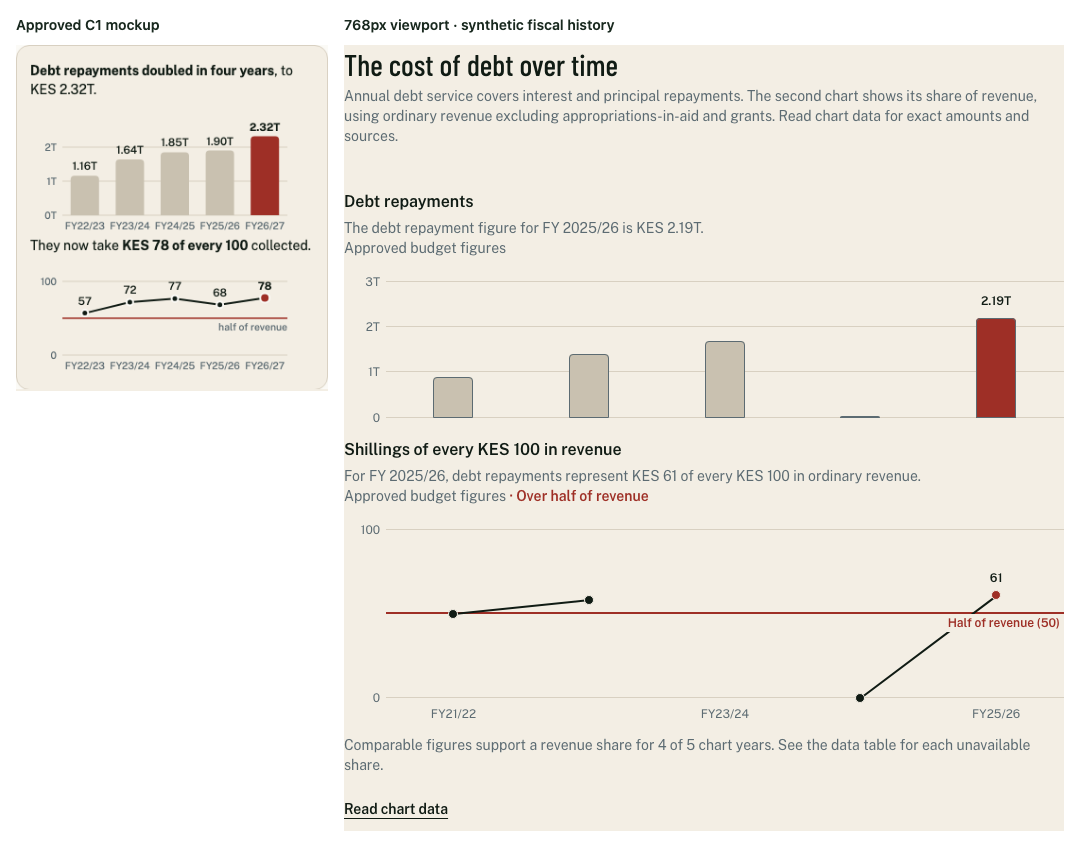 Approved C1 mockup
Debt repayments doubled in four years, to
KES 2.32T.
2.32T
1.90T
1.85T
1.64T
1.16T
2T
1T
0T
FY22/23 FY23/24 FY24/25 FY25/26 FY26/27
They now take KES 78 of every 100 collected.
100
57
72
77
68
78
half of revenue
0
FY22/23 FY23/24 FY24/25 FY25/26 FY26/27
768px viewport · synthetic fiscal history
The cost of debt over time
Annual debt service covers interest and principal repayments. The second chart shows its share of revenue,
using ordinary revenue excluding appropriations-in-aid and grants. Read chart data for exact amounts and
sources.
Debt repayments
The debt repayment figure for FY 2025/26 is KES 2.19T.
Approved budget figures
3T
2.19T
2T
1T
0
Shillings of every KES 100 in revenue
For FY 2025/26, debt repayments represent KES 61 of every KES 100 in ordinary revenue.
Approved budget figures · Over half of revenue
100
61
Half of revenue (50)
0
FY21/22 FY23/24 FY25/26
Comparable figures support a revenue share for 4 of 5 chart years. See the data table for each unavailable
share.
Read chart data